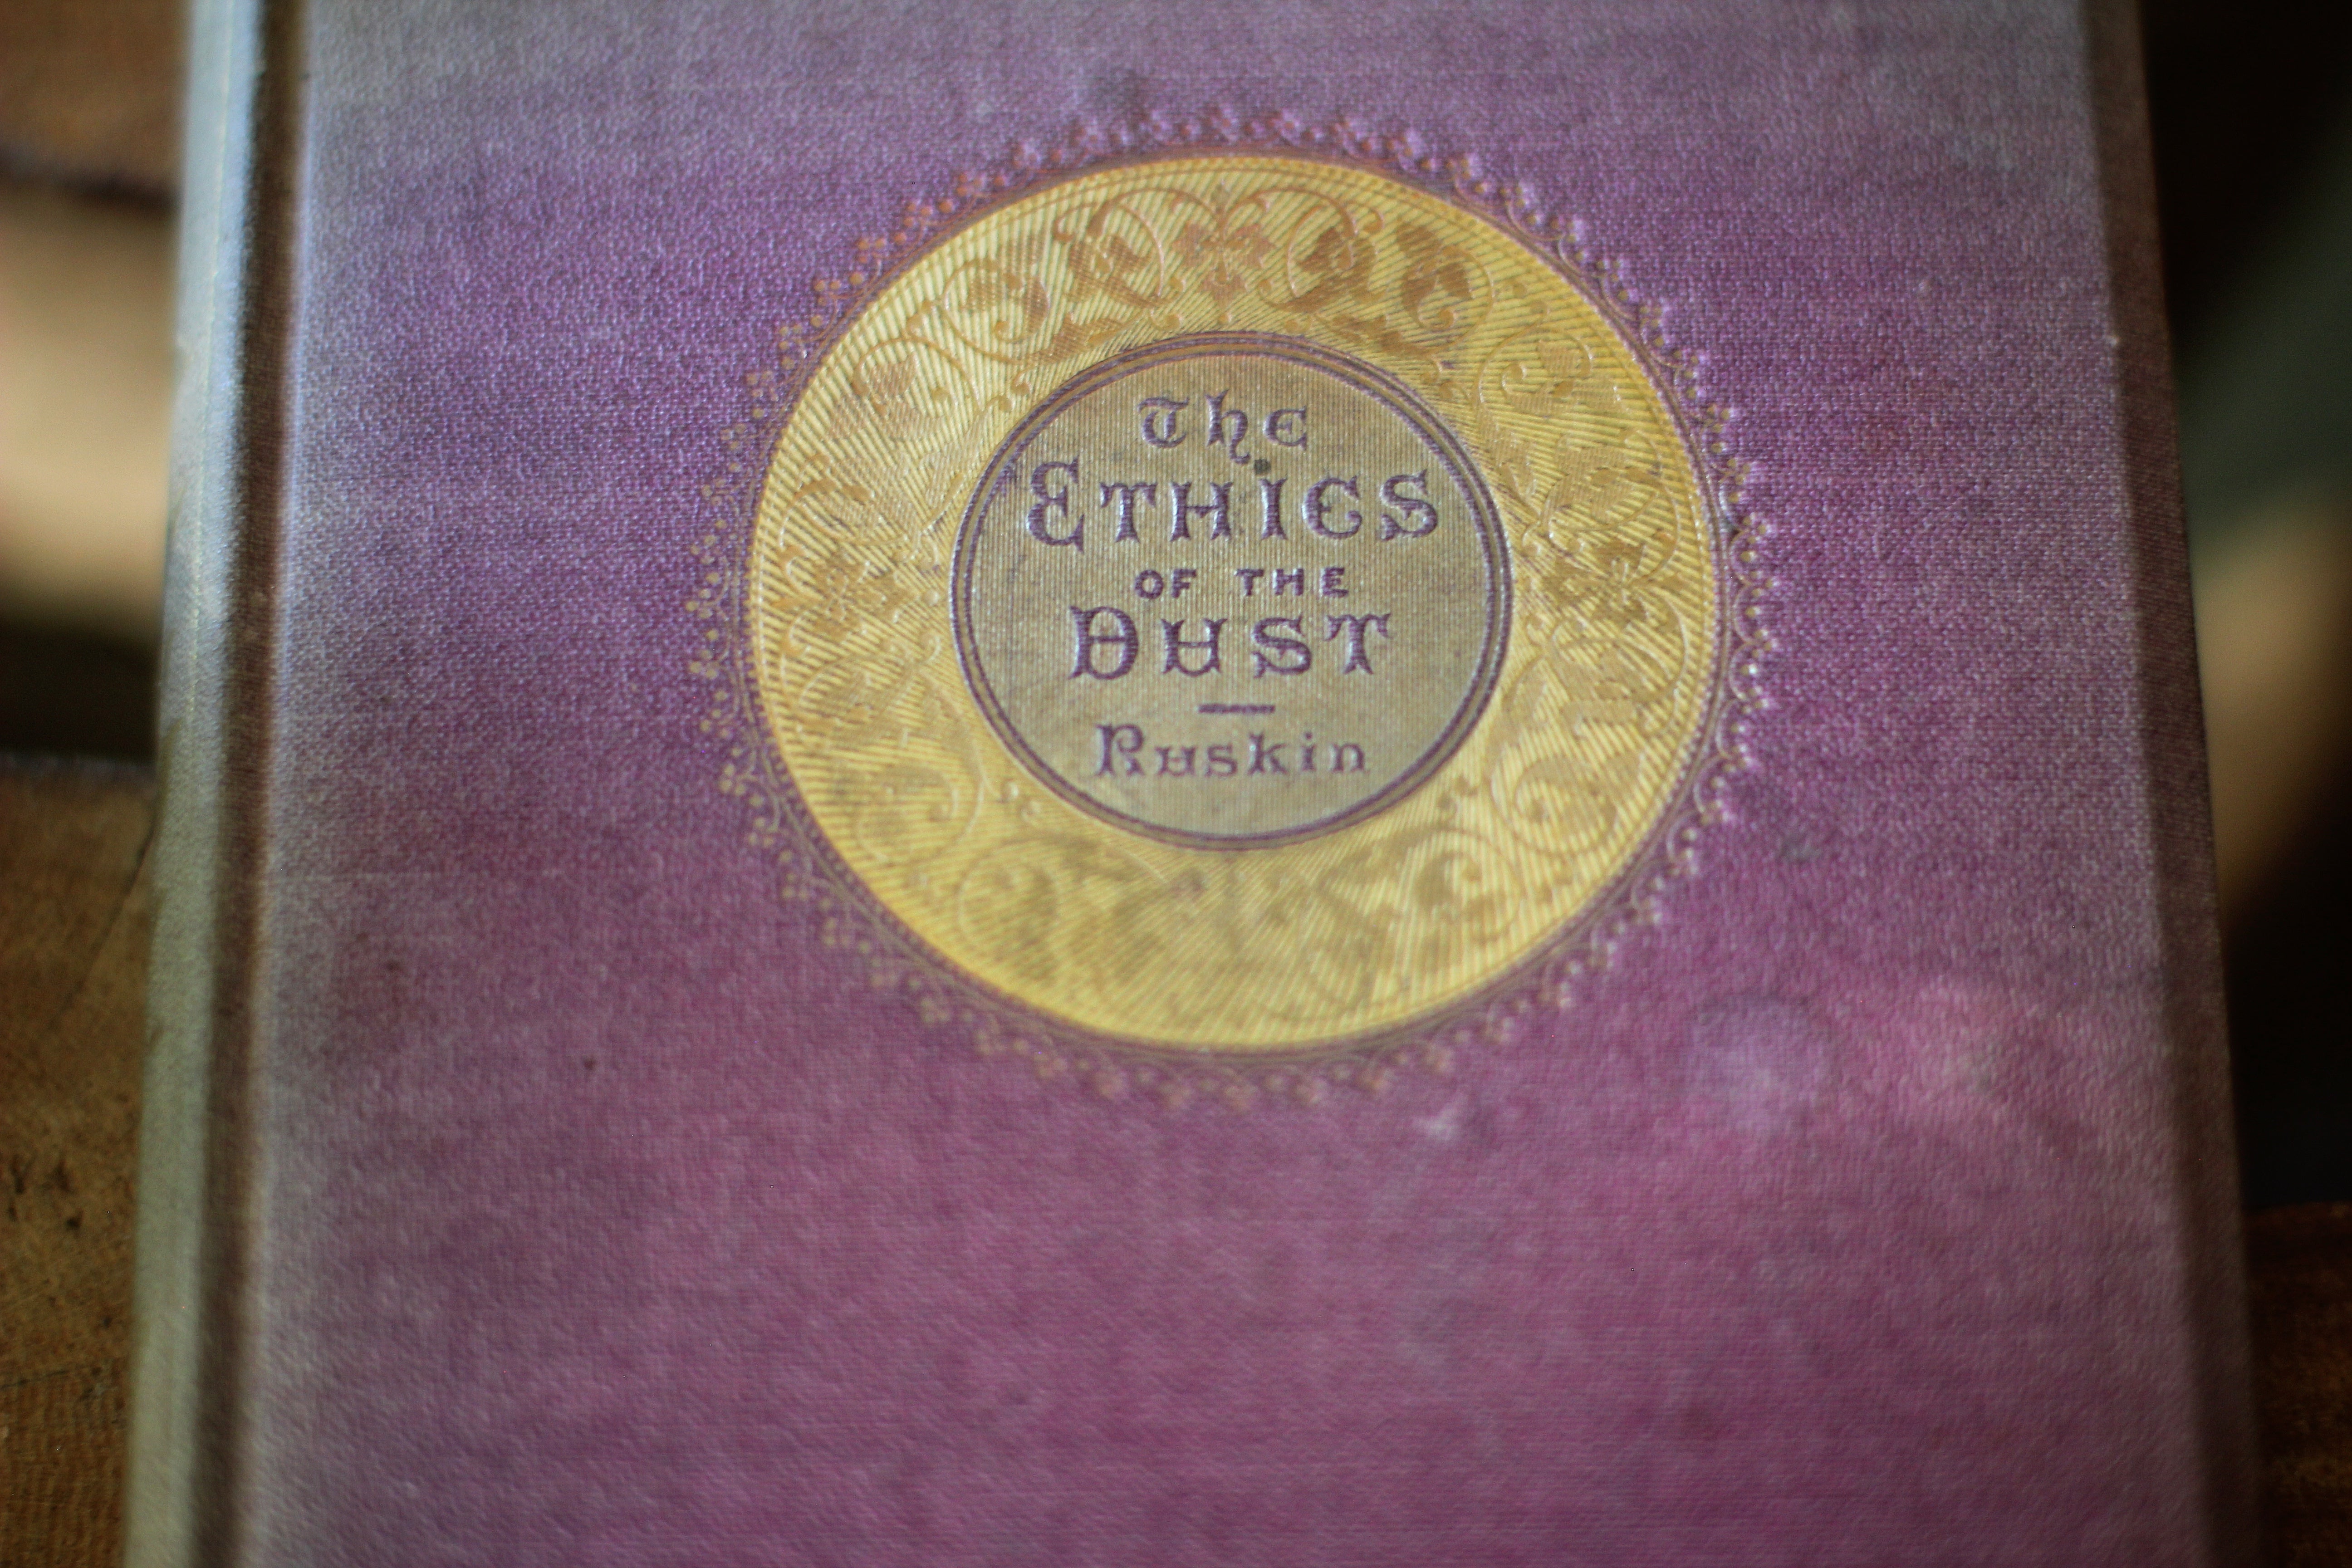 The
ETHICS
OF THE
DUST
Ruskin